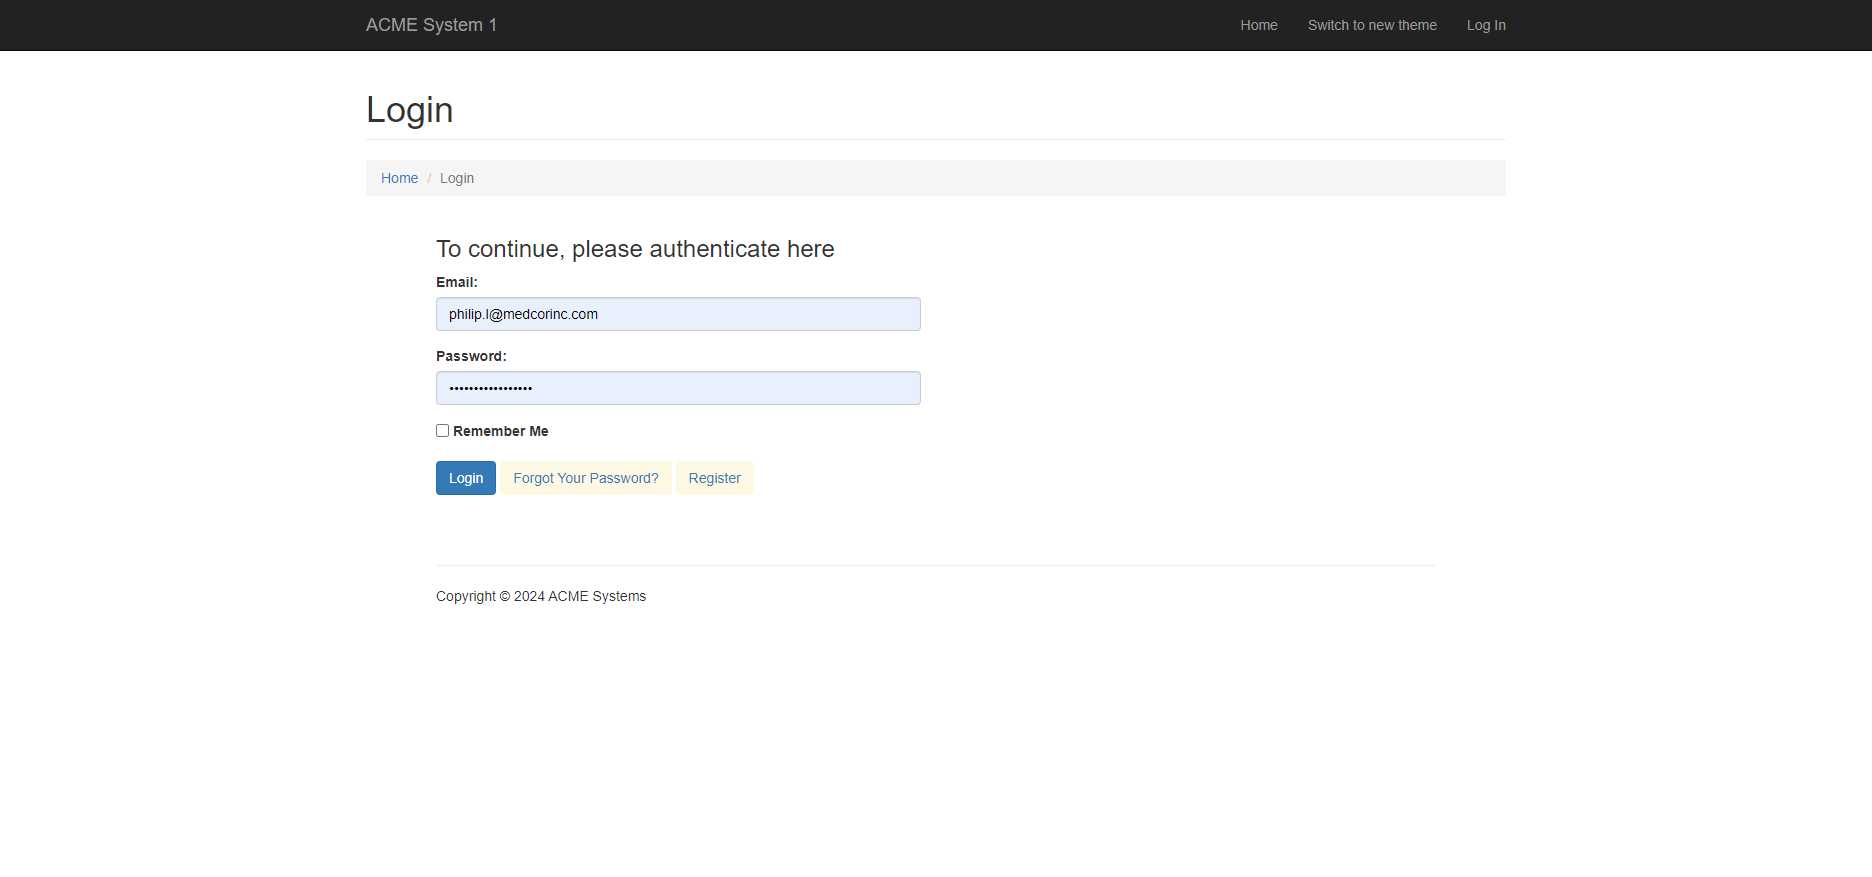 ACME System 1
Home
Switch to new theme
Log In
Login
Home / Login
To continue, please authenticate here
Email:
philip.l@medcorinc.com
Password:
•••••••••••••••••
Remember Me
Login
Forgot Your Password?
Register
Copyright © 2024 ACME Systems